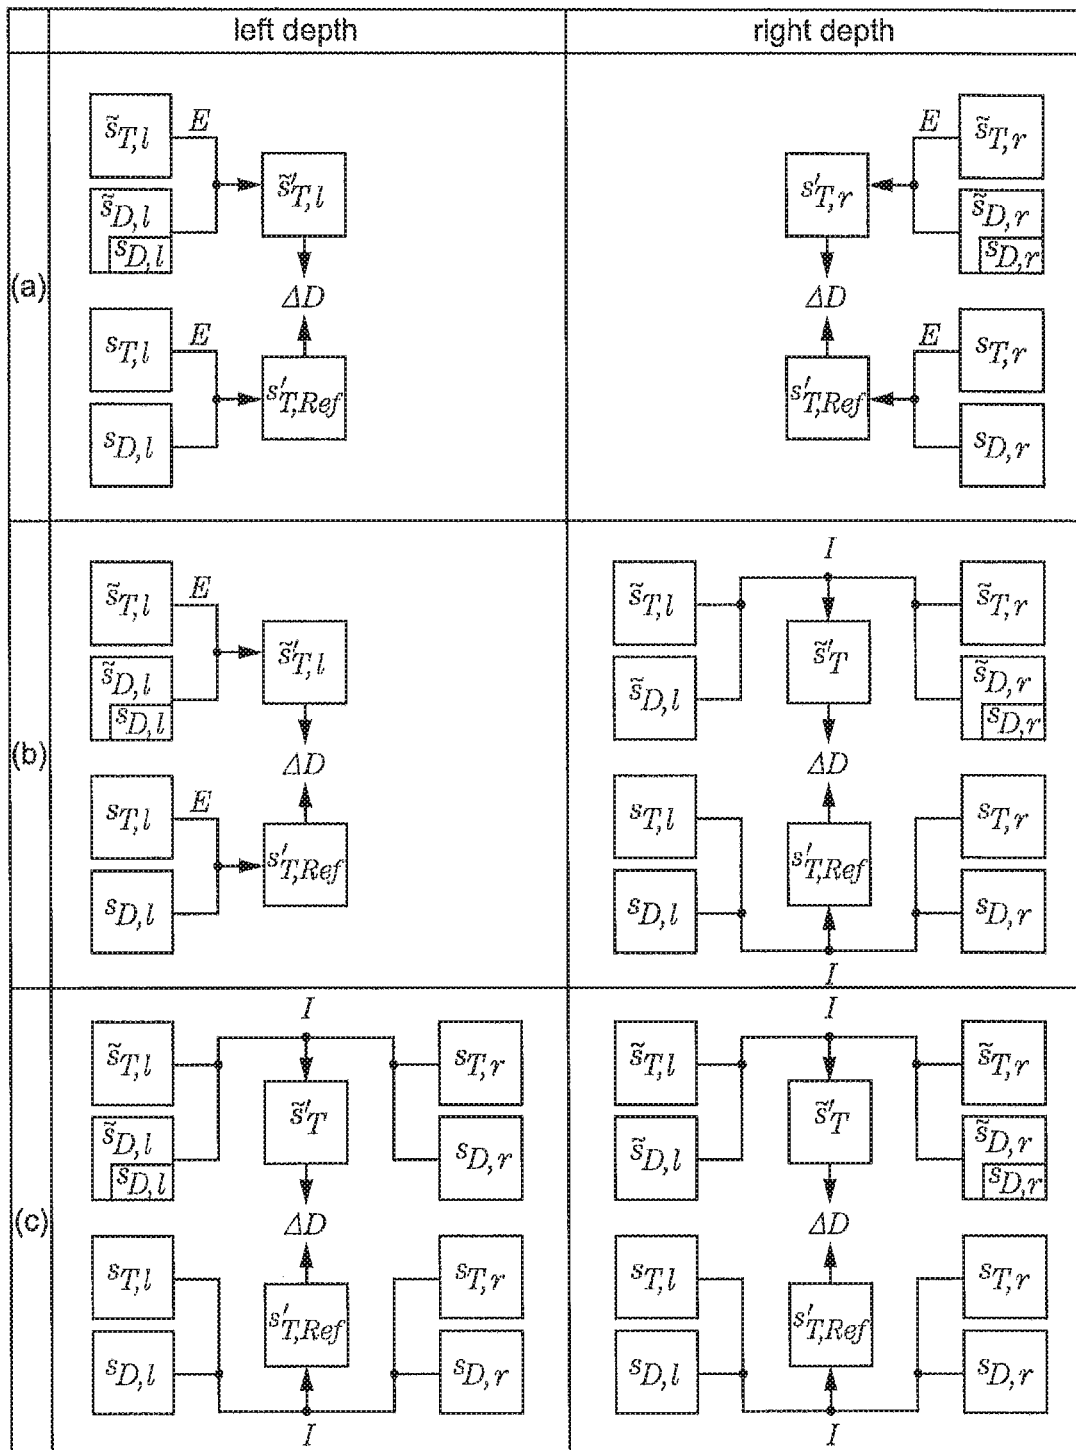 left depth right depth
(a)
s̃T,l E
s̃D,l
sD,l
s̃′T,l
ΔD
sT,l E
s′T,Ref
sD,l
E s̃T,r
s′T,r
s̃D,r
sD,r
ΔD
E sT,r
s′T,Ref
sD,r
(b)
s̃T,l E
s̃′T,l
s̃D,l
sD,l
ΔD
sT,l E
s′T,Ref
sD,l
I
s̃T,l s̃T,r
s̃′T
s̃D,l s̃D,r
sD,r
ΔD
sT,l sT,r
s′T,Ref
sD,l sD,r
I
(c)
I
s̃T,l sT,r
s̃′T
s̃D,l sD,r
sD,l
ΔD
sT,l sT,r
s′T,Ref
sD,l sD,r
I
I
s̃T,l s̃T,r
s̃′T
s̃D,l s̃D,r
sD,r
ΔD
sT,l sT,r
s′T,Ref
sD,l sD,r
I